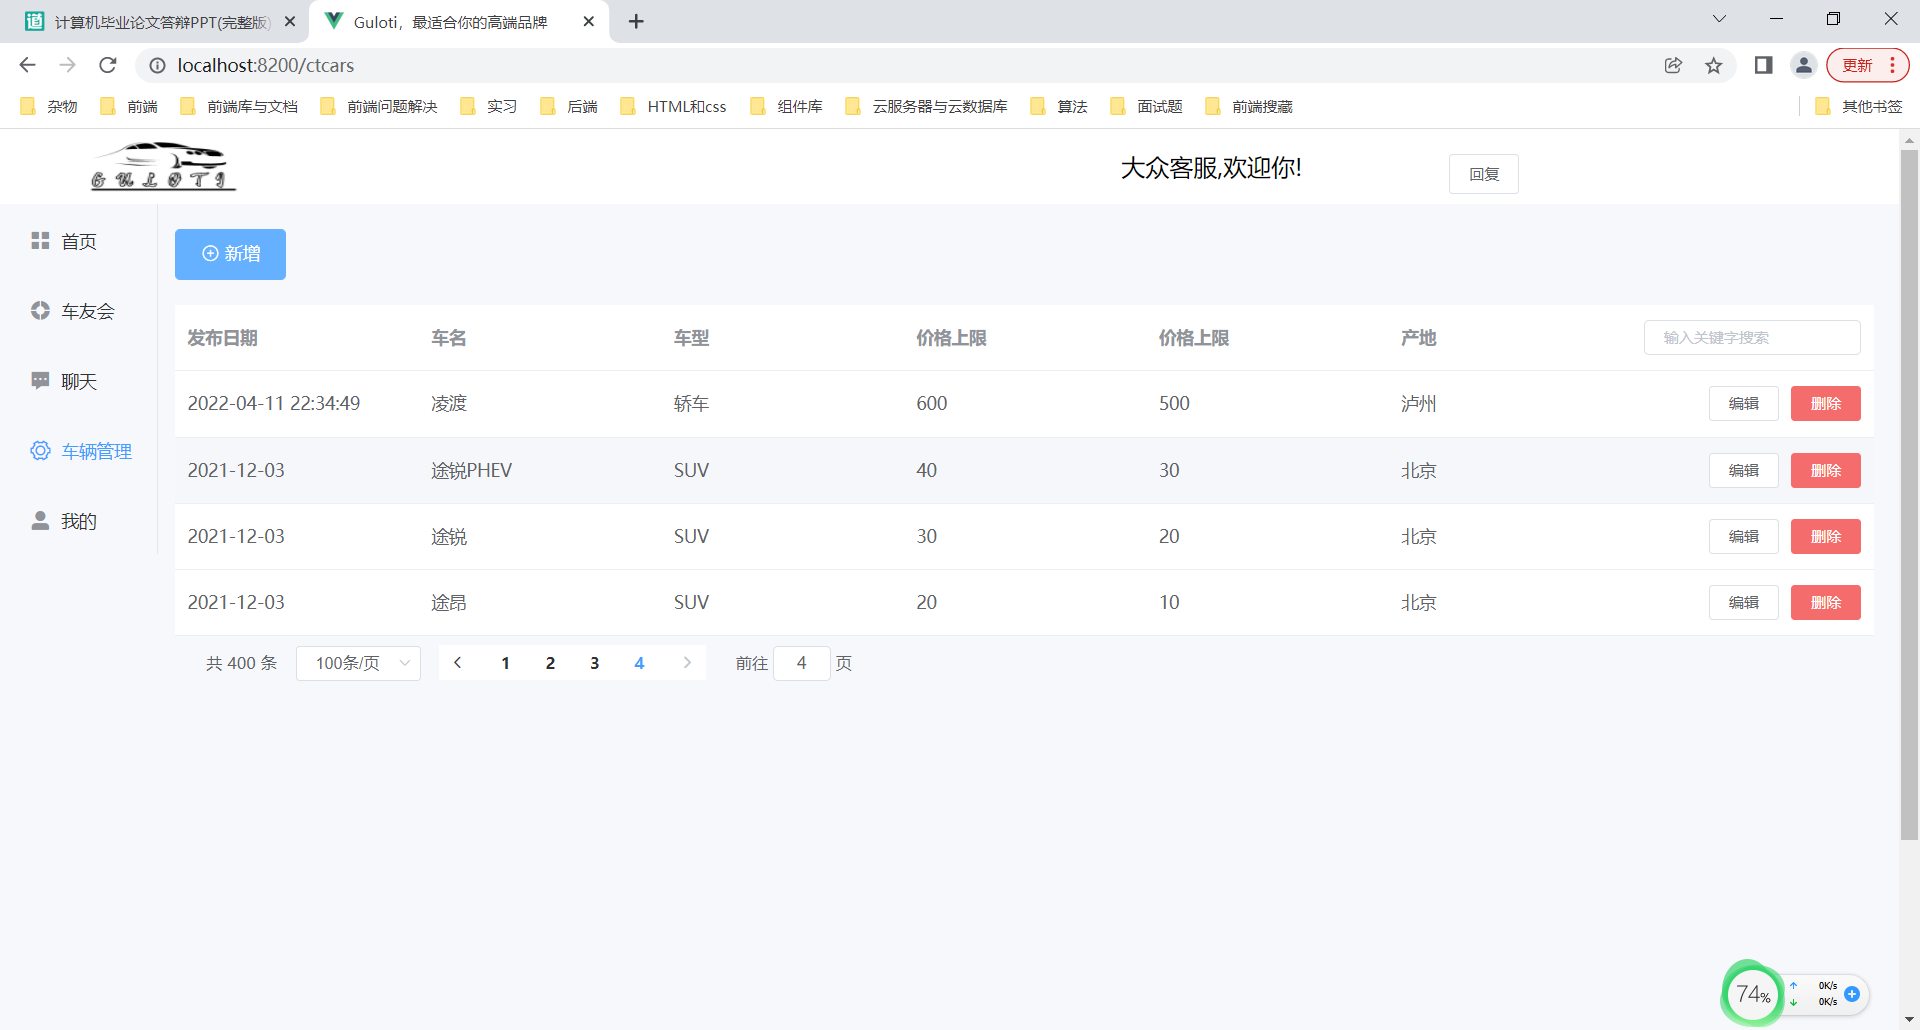 计算机毕业论文答辩PPT(完整版)
Guloti，最适合你的高端品牌
localhost:8200/ctcars
更新
杂物 前端 前端库与文档 前端问题解决 实习 后端 HTML和css 组件库 云服务器与云数据库 算法 面试题 前端搜藏 其他书签
GULOTI
大众客服,欢迎你!
回复
首页
车友会
聊天
车辆管理
我的
新增
发布日期 车名 车型 价格上限 价格上限 产地 输入关键字搜索
2022-04-11 22:34:49 凌渡 轿车 600 500 泸州 编辑 删除
2021-12-03 途锐PHEV SUV 40 30 北京 编辑 删除
2021-12-03 途锐 SUV 30 20 北京 编辑 删除
2021-12-03 途昂 SUV 20 10 北京 编辑 删除
共 400 条 100条/页 1 2 3 4 前往 4 页
74%
0K/s
0K/s